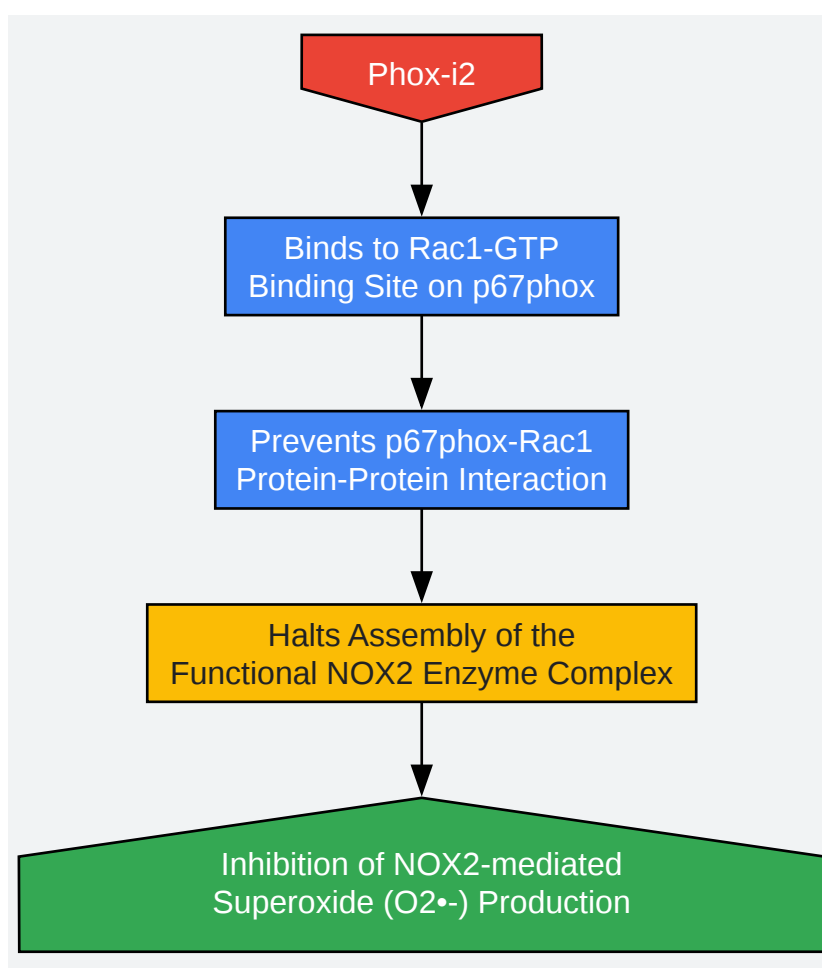 Phox-i2
Binds to Rac1-GTP
Binding Site on p67phox
Prevents p67phox-Rac1
Protein-Protein Interaction
Halts Assembly of the
Functional NOX2 Enzyme Complex
Inhibition of NOX2-mediated
Superoxide (O2•-) Production